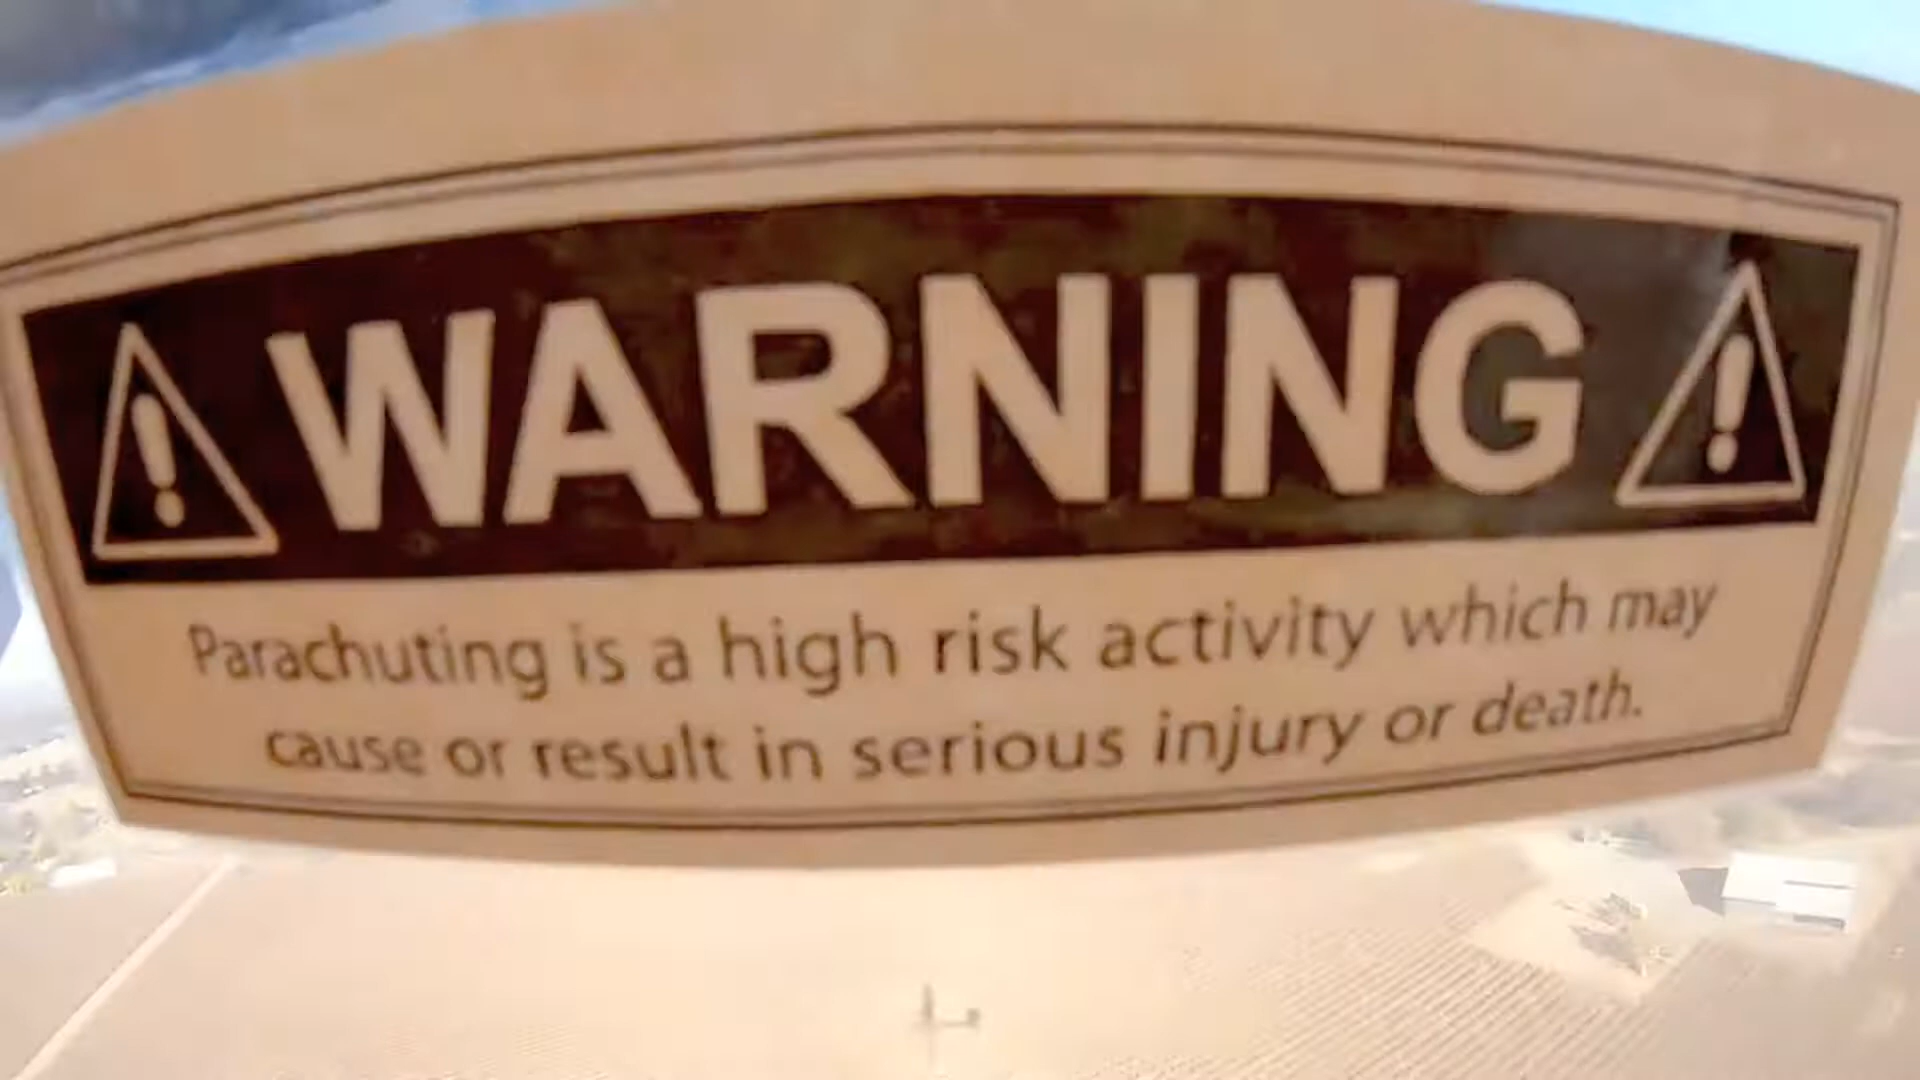 WARNING
Parachuting is a high risk activity which may
cause or result in serious injury or death.